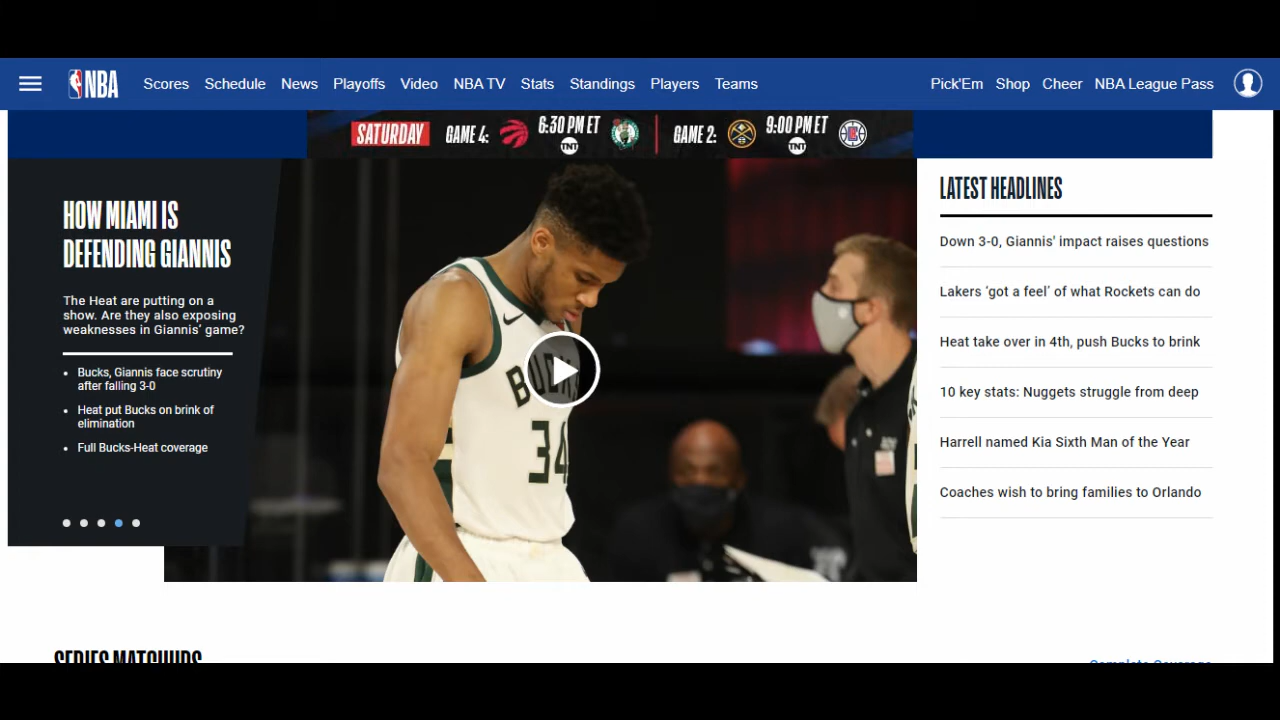 NBA Scores Schedule News Playoffs Video NBA TV Stats Standings Players Teams Pick'Em Shop Cheer NBA League Pass
SATURDAY GAME 4: 6:30 PM ET TNT GAME 2: 9:00 PM ET TNT
HOW MIAMI IS
DEFENDING GIANNIS
The Heat are putting on a
show. Are they also exposing
weaknesses in Giannis' game?
Bucks, Giannis face scrutiny
after falling 3-0
Heat put Bucks on brink of
elimination
Full Bucks-Heat coverage
34
LATEST HEADLINES
Down 3-0, Giannis' impact raises questions
Lakers ‘got a feel’ of what Rockets can do
Heat take over in 4th, push Bucks to brink
10 key stats: Nuggets struggle from deep
Harrell named Kia Sixth Man of the Year
Coaches wish to bring families to Orlando
SERIES MATCHUPS
Complete Coverage